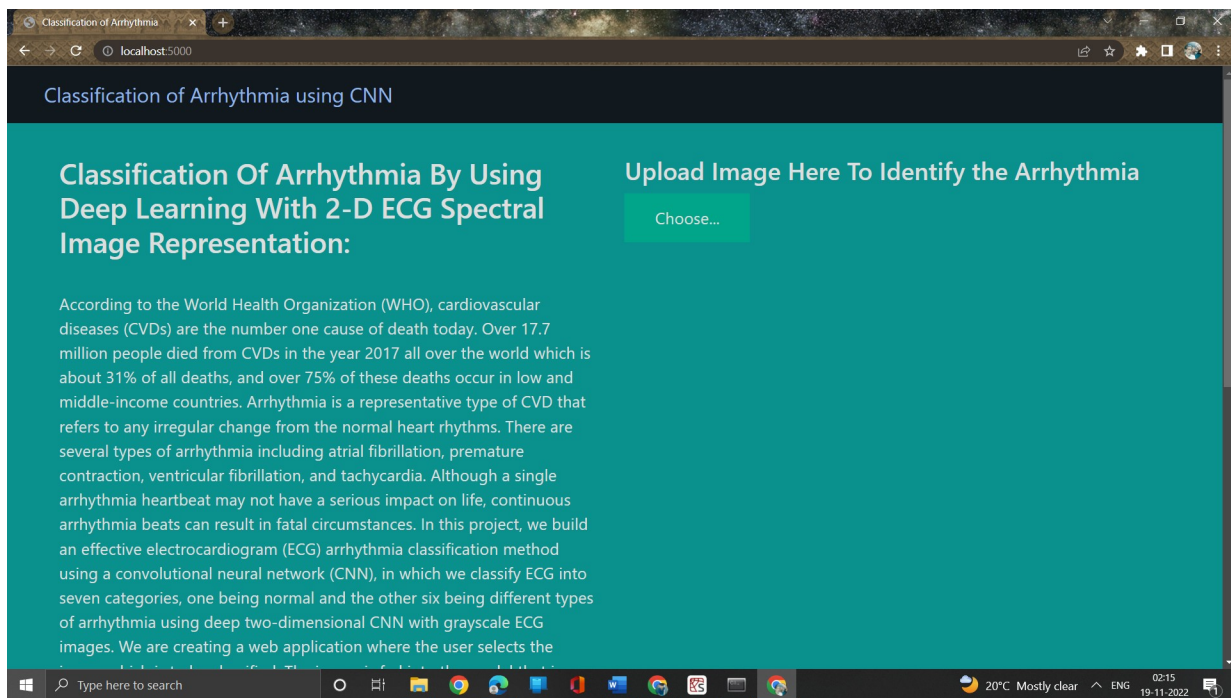 Classification of Arrhythmia
localhost:5000
Classification of Arrhythmia using CNN
Classification Of Arrhythmia By Using
Deep Learning With 2-D ECG Spectral
Image Representation:
According to the World Health Organization (WHO), cardiovascular
diseases (CVDs) are the number one cause of death today. Over 17.7
million people died from CVDs in the year 2017 all over the world which is
about 31% of all deaths, and over 75% of these deaths occur in low and
middle-income countries. Arrhythmia is a representative type of CVD that
refers to any irregular change from the normal heart rhythms. There are
several types of arrhythmia including atrial fibrillation, premature
contraction, ventricular fibrillation, and tachycardia. Although a single
arrhythmia heartbeat may not have a serious impact on life, continuous
arrhythmia beats can result in fatal circumstances. In this project, we build
an effective electrocardiogram (ECG) arrhythmia classification method
using a convolutional neural network (CNN), in which we classify ECG into
seven categories, one being normal and the other six being different types
of arrhythmia using deep two-dimensional CNN with grayscale ECG
images. We are creating a web application where the user selects the
Upload Image Here To Identify the Arrhythmia
Choose...
Type here to search
20°C Mostly clear
ENG
02:15
19-11-2022